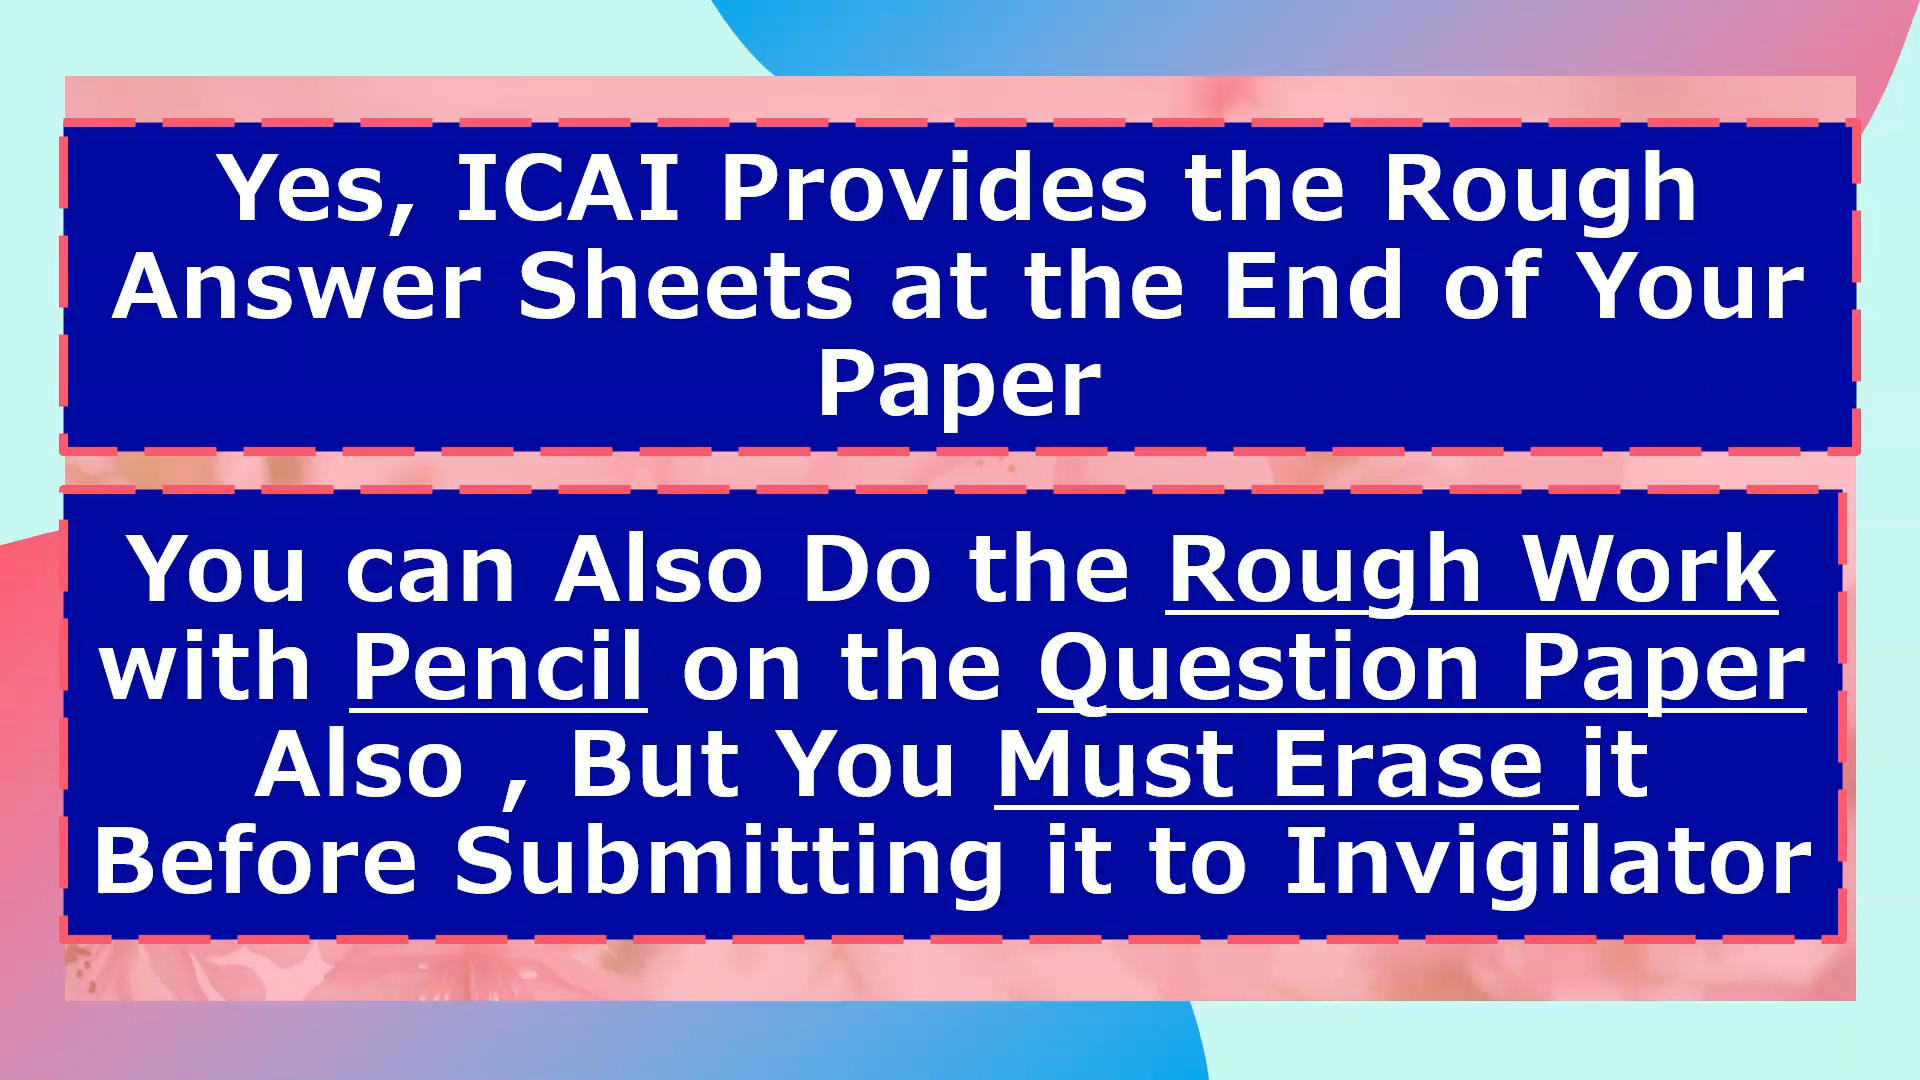 Yes, ICAI Provides the Rough
Answer Sheets at the End of Your
Paper
You can Also Do the Rough Work
with Pencil on the Question Paper
Also , But You Must Erase it
Before Submitting it to Invigilator